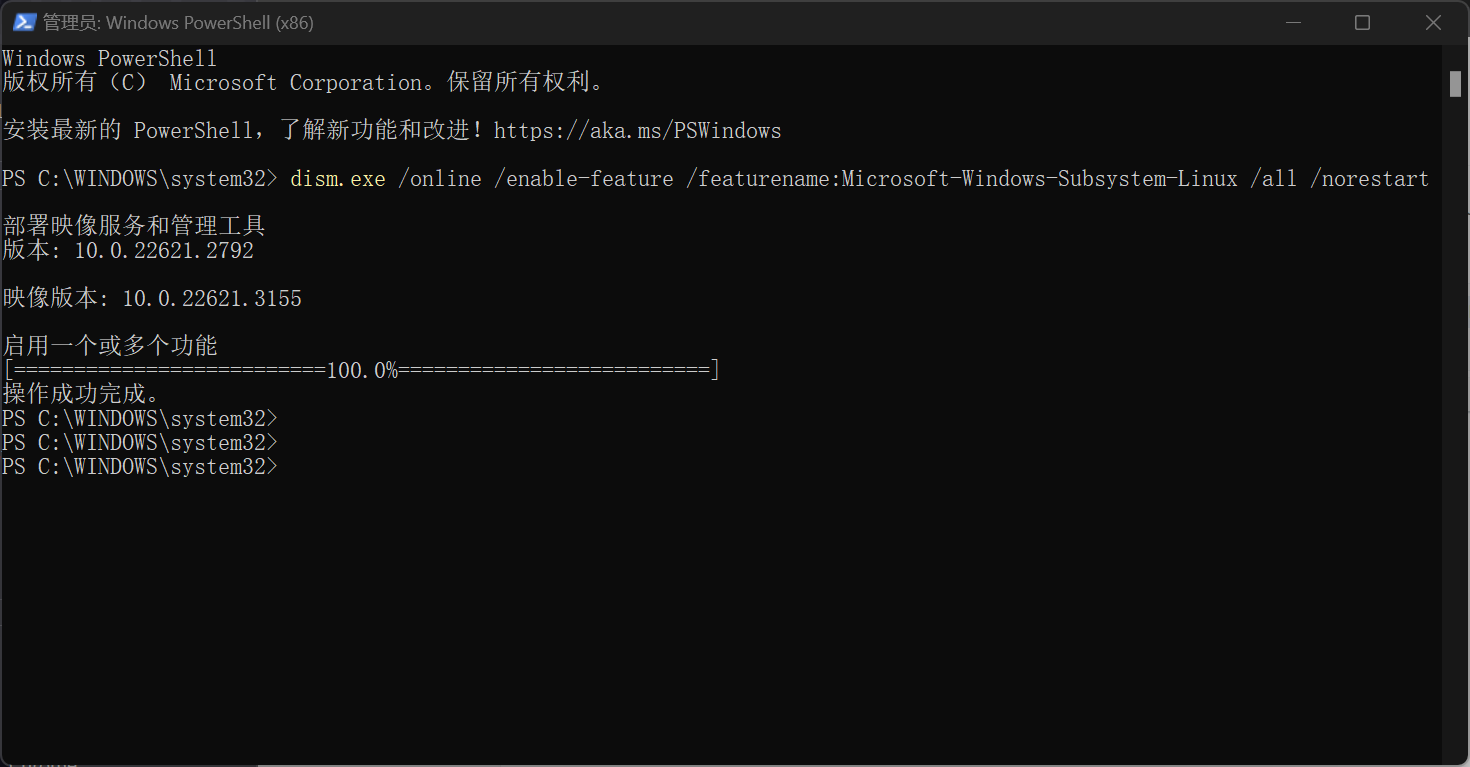 管理员: Windows PowerShell (x86)
Windows PowerShell
版权所有（C） Microsoft Corporation。保留所有权利。
安装最新的 PowerShell，了解新功能和改进！https://aka.ms/PSWindows
PS C:\WINDOWS\system32> dism.exe /online /enable-feature /featurename:Microsoft-Windows-Subsystem-Linux /all /norestart
部署映像服务和管理工具
版本: 10.0.22621.2792
映像版本: 10.0.22621.3155
启用一个或多个功能
[==========================100.0%==========================]
操作成功完成。
PS C:\WINDOWS\system32>
PS C:\WINDOWS\system32>
PS C:\WINDOWS\system32>